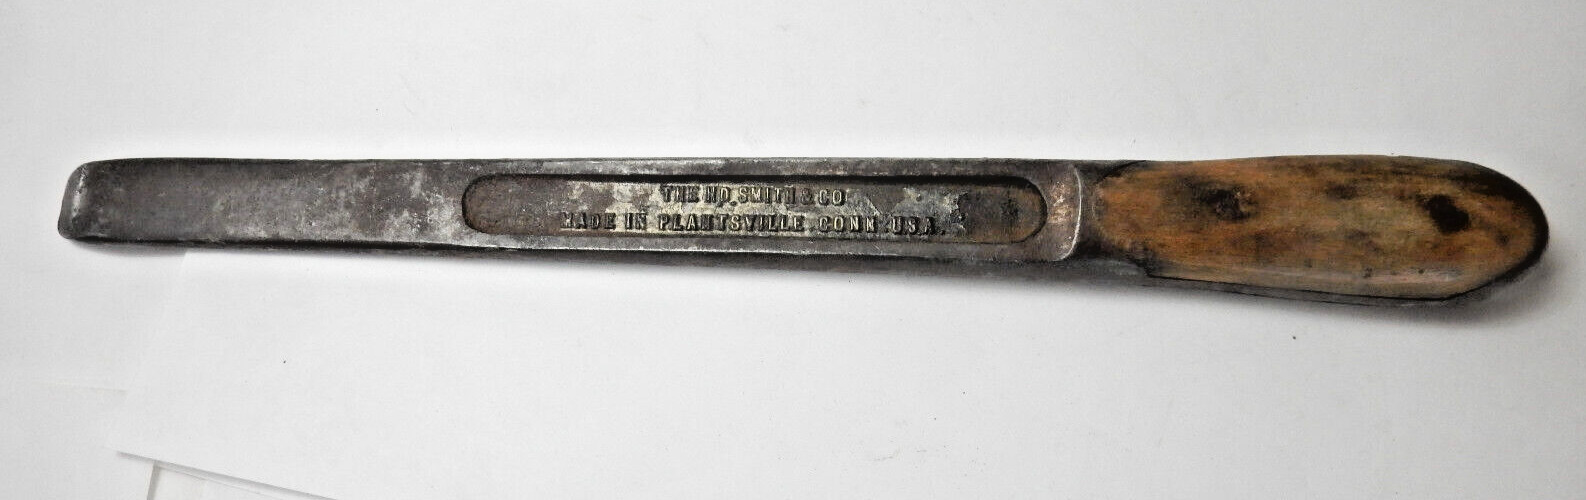 THE H.D. SMITH & CO
MADE IN PLANTSVILLE CONN. U.S.A.